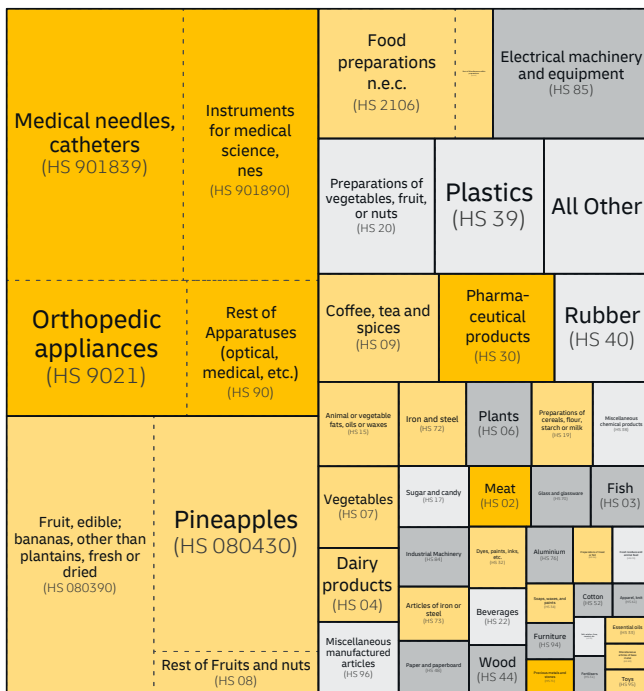 Medical needles,
catheters
(HS 901839)
Instruments
for medical
science,
nes
(HS 901890)
Orthopedic
appliances
(HS 9021)
Rest of
Apparatuses
(optical,
medical, etc.)
(HS 90)
Fruit, edible;
bananas, other than
plantains, fresh or
dried
(HS 080390)
Pineapples
(HS 080430)
Rest of Fruits and nuts
(HS 08)
Food
preparations
n.e.c.
(HS 2106)
Electrical machinery
and equipment
(HS 85)
Preparations of
vegetables, fruit,
or nuts
(HS 20)
Plastics
(HS 39)
All Other
Coffee, tea and
spices
(HS 09)
Pharma-
ceutical
products
(HS 30)
Rubber
(HS 40)
Animal or vegetable
fats, oils or waxes
(HS 15)
Iron and steel
(HS 72)
Plants
(HS 06)
Preparations of
cereals, flour,
starch or milk
(HS 19)
Miscellaneous
chemical products
(HS 38)
Vegetables
(HS 07)
Sugar and candy
(HS 17)
Meat
(HS 02)
Glass and glassware
(HS 70)
Fish
(HS 03)
Dairy
products
(HS 04)
Industrial Machinery
(HS 84)
Dyes, paints, inks,
etc.
(HS 32)
Aluminium
(HS 76)
Articles of iron or
steel
(HS 73)
Beverages
(HS 22)
Soaps, waxes, and
paints
Cotton
(HS 52)
Apparel, knit
Miscellaneous
manufactured
articles
(HS 96)
Paper and paperboard
(HS 48)
Wood
(HS 44)
Furniture
(HS 94)
Precious metals and
stones
Fertilizers
Essential oils
(HS 33)
Toys
(HS 95)